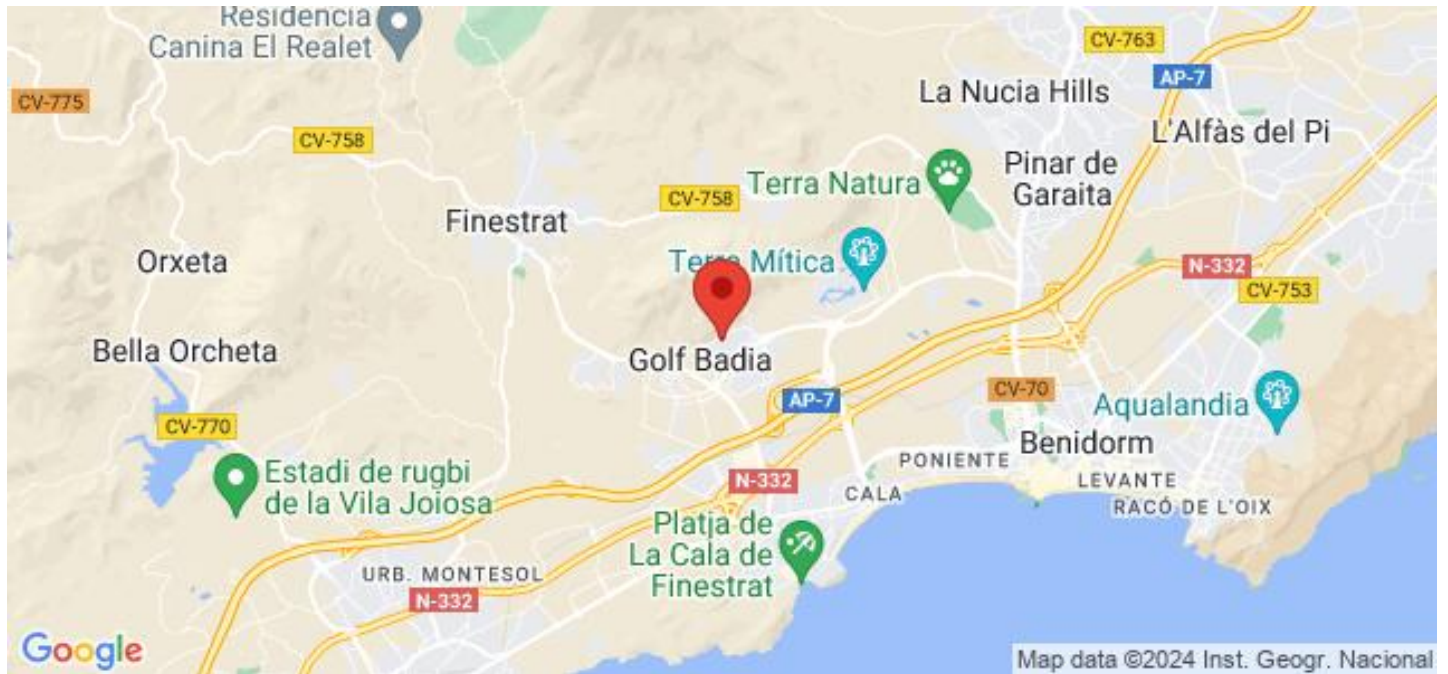 Residencia
Canina El Realet
CV-763
AP-7
La Nucia Hills
CV-775
CV-758
L'Alfàs del Pi
Pinar de
Garaita
Terra Natura
CV-758
Finestrat
Orxeta
Terra Mítica
N-332
CV-753
Bella Orcheta
Golf Badia
AP-7
CV-70
Aqualandia
CV-770
Benidorm
PONIENTE
Estadi de rugbi
de la Vila Joiosa
N-332
CALA
LEVANTE
RACÓ DE L'OIX
Platja de
La Cala de
Finestrat
URB. MONTESOL
N-332
Google
Map data ©2024 Inst. Geogr. Nacional